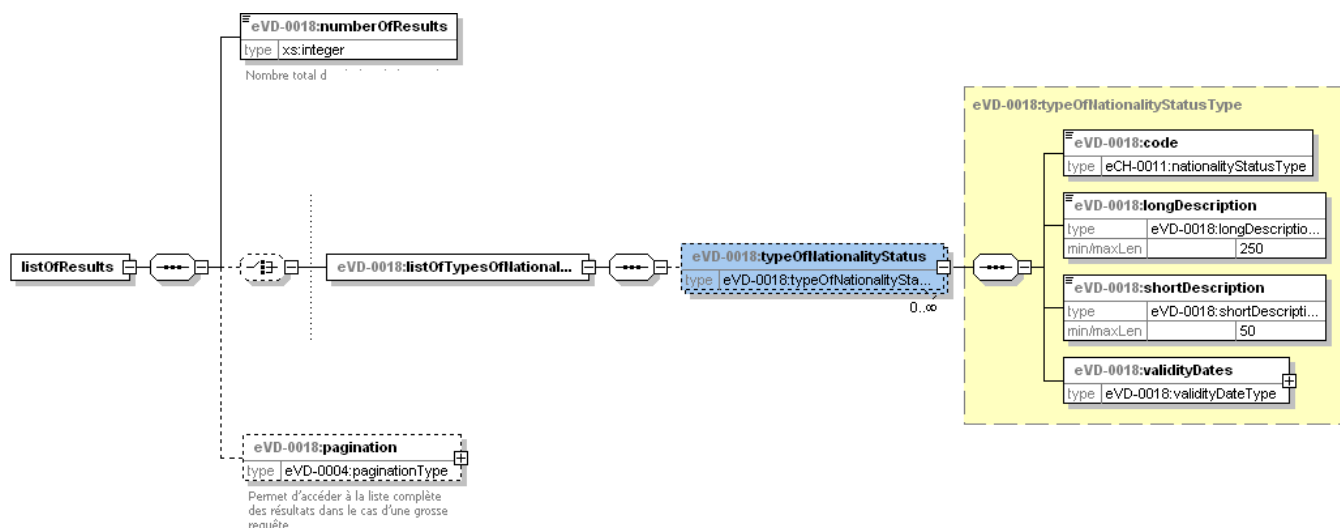 eVD-0018:numberOfResults
type xs:integer
Nombre total d
eVD-0018:typeOfNationalityStatusType
eVD-0018:code
type eCH-0011:nationalityStatusType
eVD-0018:longDescription
type eVD-0018:longDescriptio...
min/maxLen 250
listOfResults
eVD-0018:listOfTypesOfNational...
eVD-0018:typeOfNationalityStatus
type eVD-0018:typeOfNationalitySta...
0..∞
eVD-0018:shortDescription
type eVD-0018:shortDescripti...
min/maxLen 50
eVD-0018:validityDates
type eVD-0018:validityDateType
eVD-0018:pagination
type eVD-0004:paginationType
Permet d'accéder à la liste complète
des résultats dans le cas d'une grosse
requête